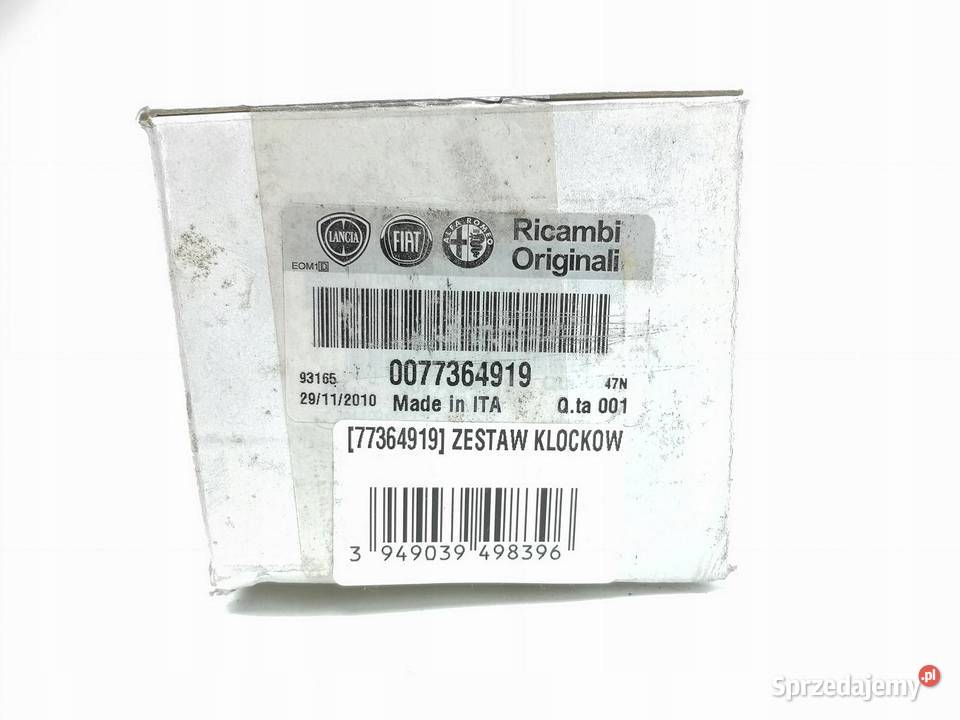 LANCIA
FIAT
ALFA ROMEO
Ricambi
Originali
EOM1D
0077364919
93165
47N
29/11/2010 Made in ITA Q.ta 001
[77364919] ZESTAW KLOCKOW
3 949039 498396
Sprzedajemy.pl